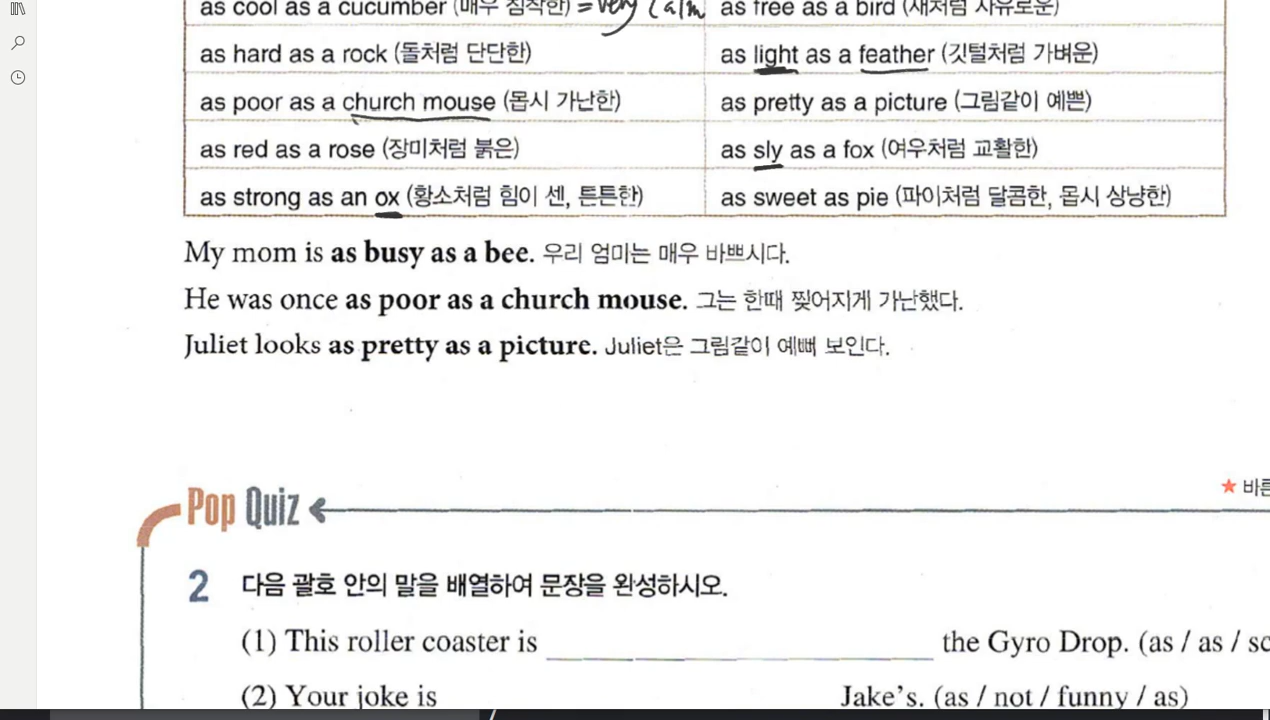 as cool as a cucumber (매우 침착한) = very calm as free as a bird (새처럼 자유로운)
as hard as a rock (돌처럼 단단한) as light as a feather (깃털처럼 가벼운)
as poor as a church mouse (몹시 가난한) as pretty as a picture (그림같이 예쁜)
as red as a rose (장미처럼 붉은) as sly as a fox (여우처럼 교활한)
as strong as an ox (황소처럼 힘이 센, 튼튼한) as sweet as pie (파이처럼 달콤한, 몹시 상냥한)
My mom is as busy as a bee. 우리 엄마는 매우 바쁘시다.
He was once as poor as a church mouse. 그는 한때 찢어지게 가난했다.
Juliet looks as pretty as a picture. Juliet은 그림같이 예뻐 보인다.
★ 바른
Pop Quiz
2 다음 괄호 안의 말을 배열하여 문장을 완성하시오.
(1) This roller coaster is the Gyro Drop. (as / as / sc
(2) Your joke is Jake's. (as / not / funny / as)